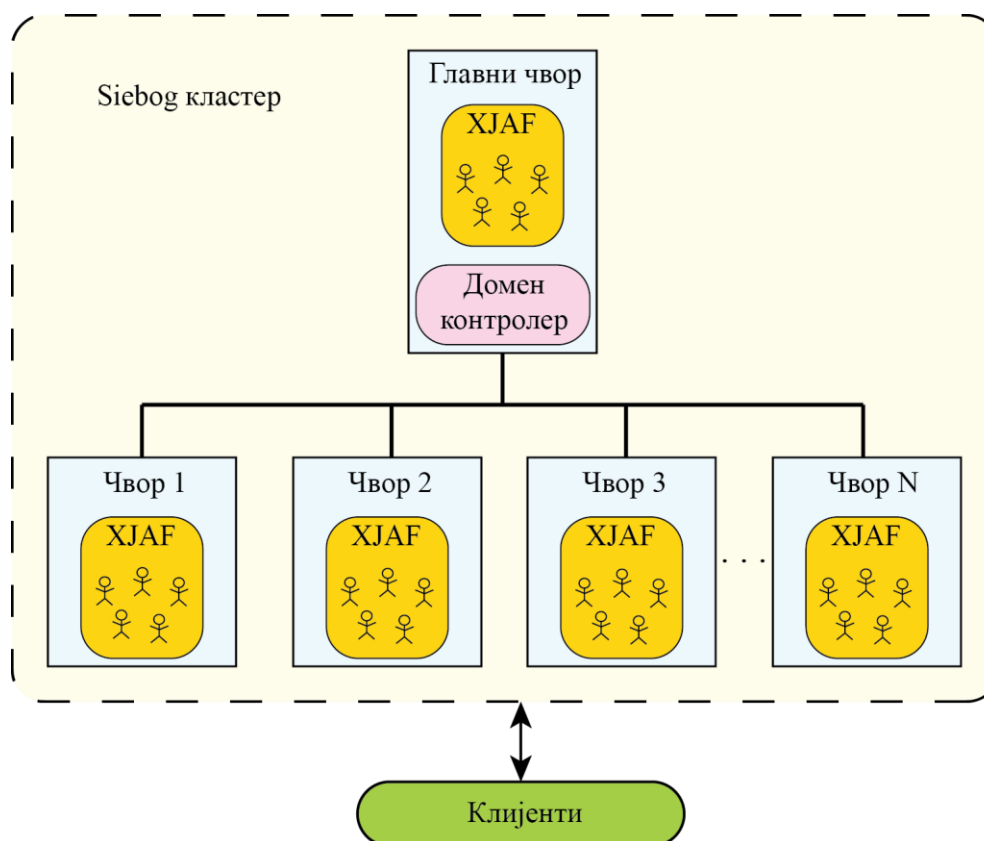 Siebog кластер
Главни чвор
XJAF
Домен
контролер
Чвор 1
XJAF
Чвор 2
XJAF
Чвор 3
XJAF
. . .
Чвор N
XJAF
Клијенти